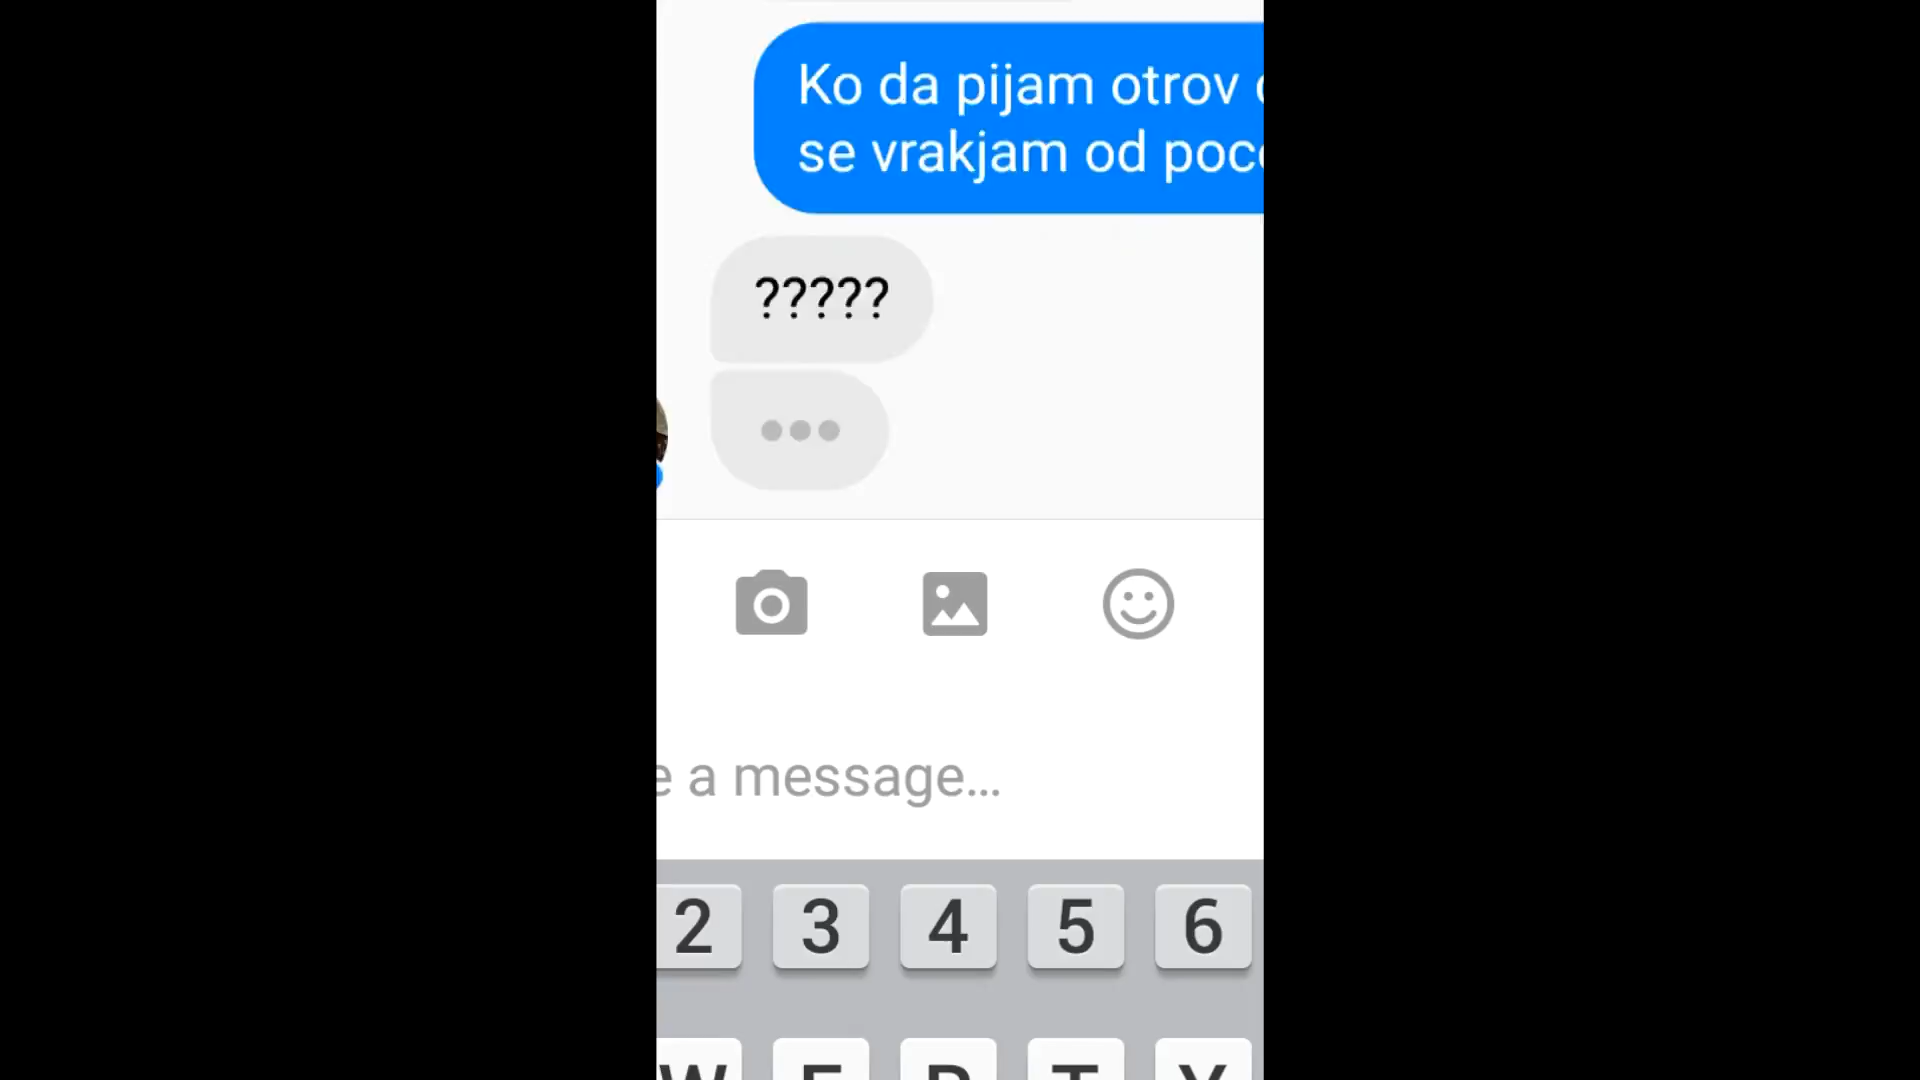 Ko da pijam otrov
se vrakjam od
?????
a message...
2 3 4 5 6
W E R T Y